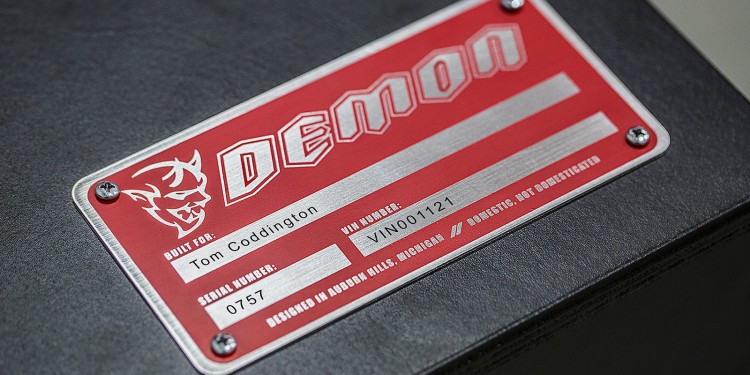 DEMON
BUILT FOR:
Tom Coddington
SERIAL NUMBER:
0757
VIN NUMBER:
VIN001121
DESIGNED IN AUBURN HILLS, MICHIGAN // DOMESTIC, NOT DOMESTICATED